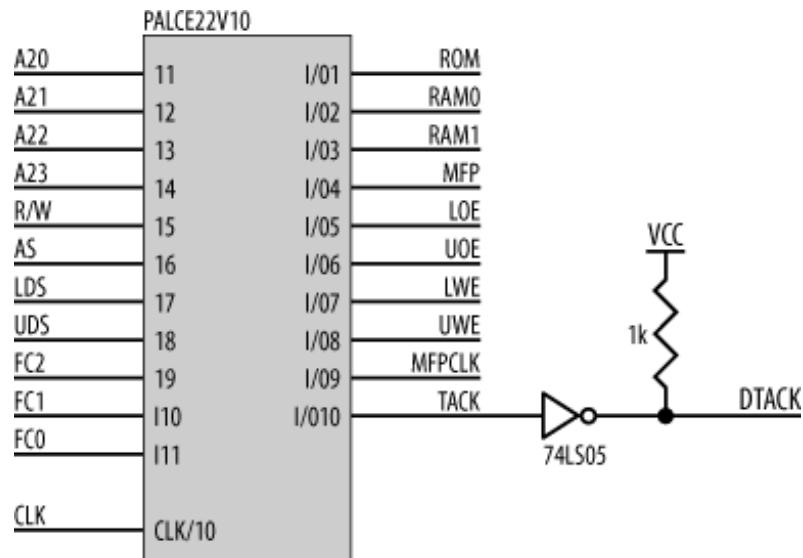 PALCE22V10
A20 11 I/01 ROM
A21 12 I/02 RAM0
A22 13 I/03 RAM1
A23 14 I/04 MFP
R/W 15 I/05 LOE
AS 16 I/06 UOE
LDS 17 I/07 LWE
UDS 18 I/08 UWE
FC2 19 I/09 MFPCLK
FC1 I10 I/010 TACK
FC0 I11
CLK CLK/10
VCC
1k
DTACK
74LS05